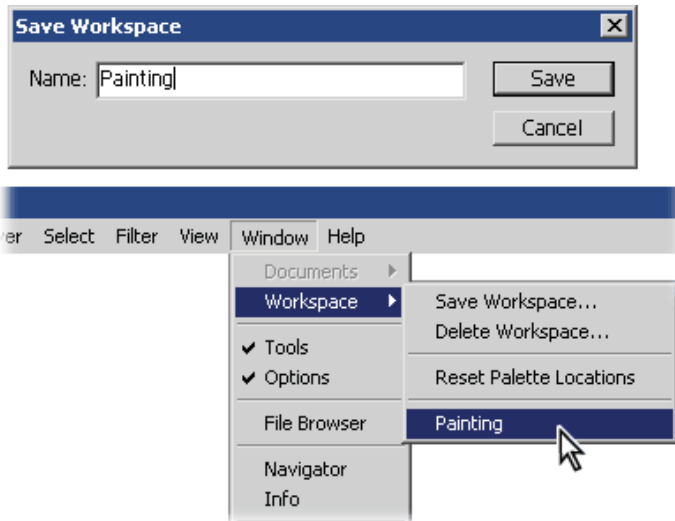 Save Workspace
Name: Painting
Save
Cancel
er Select Filter View Window Help
Documents
Workspace
Tools
Options
File Browser
Navigator
Info
Save Workspace...
Delete Workspace...
Reset Palette Locations
Painting